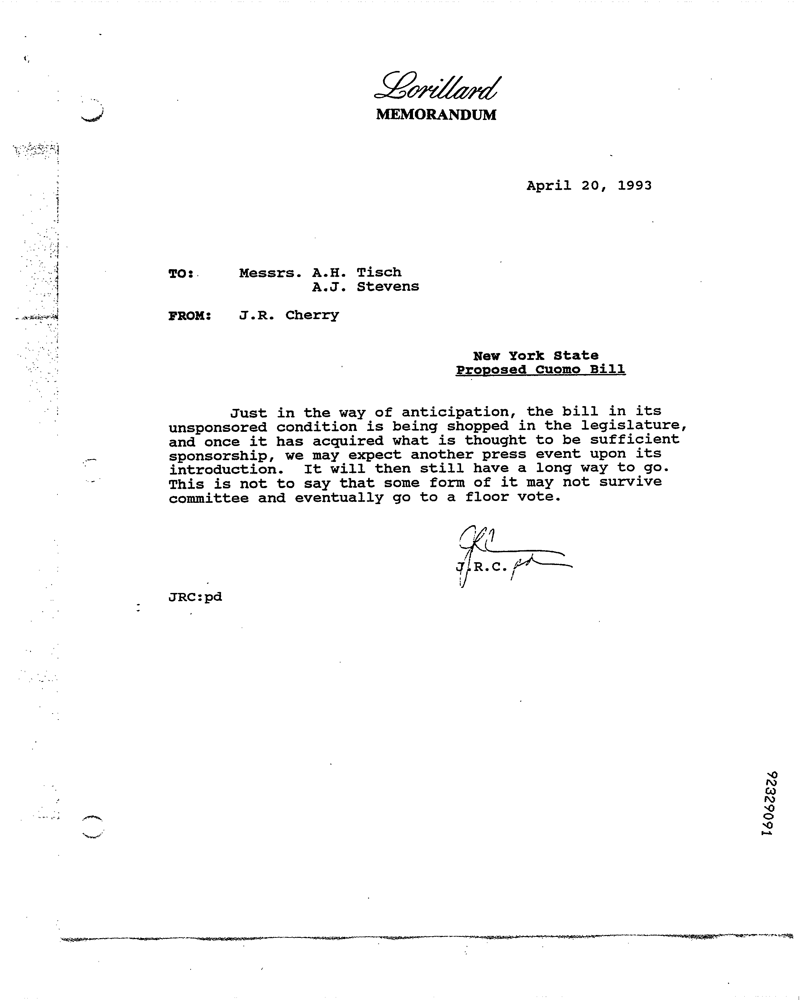 Lorillard
MEMORANDUM
April 20, 1993
TO: Messrs. A.H. Tisch
A.J. Stevens
FROM: J.R. Cherry
New York State
Proposed Cuomo Bill
Just in the way of anticipation, the bill in its
unsponsored condition is being shopped in the legislature,
and once it has acquired what is thought to be sufficient
sponsorship, we may expect another press event upon its
introduction. It will then still have a long way to go.
This is not to say that some form of it may not survive
committee and eventually go to a floor vote.
JRC
J.R.C. pd
JRC:pd
92329091